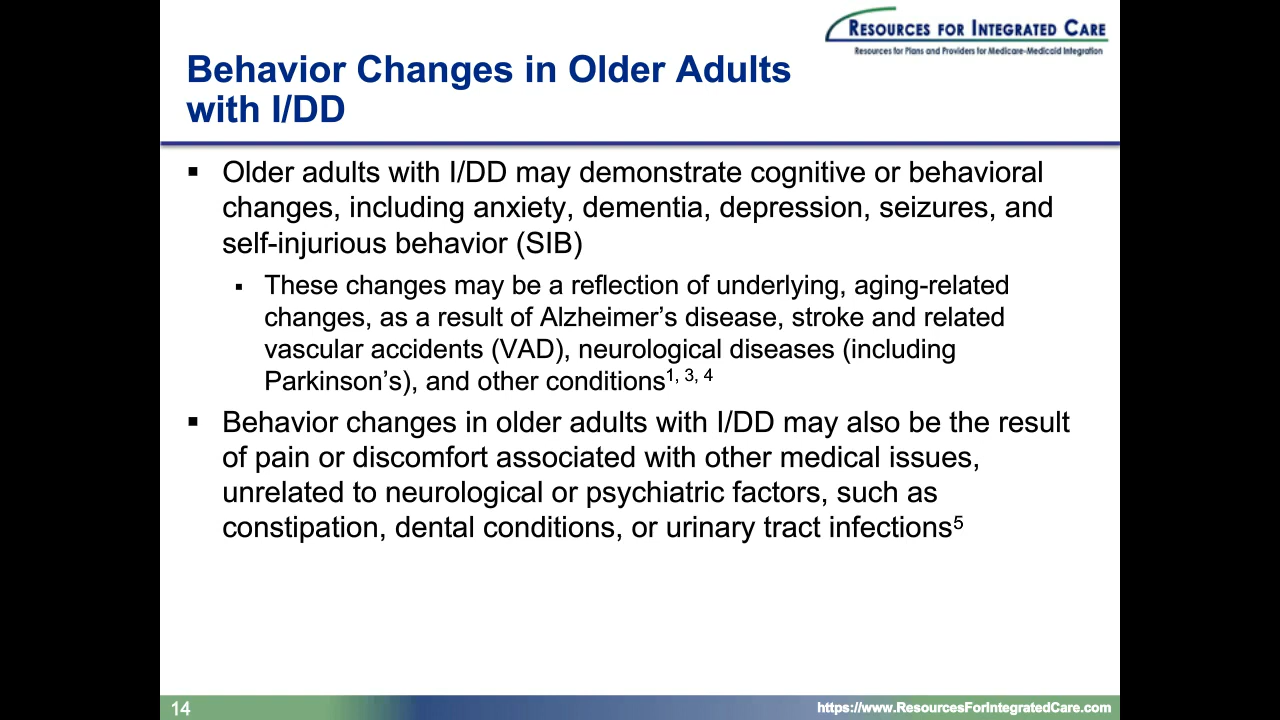 RESOURCES FOR INTEGRATED CARE
Resources for Plans and Providers for Medicare-Medicaid Integration
Behavior Changes in Older Adults
with I/DD
▪ Older adults with I/DD may demonstrate cognitive or behavioral
changes, including anxiety, dementia, depression, seizures, and
self-injurious behavior (SIB)
▪ These changes may be a reflection of underlying, aging-related
changes, as a result of Alzheimer’s disease, stroke and related
vascular accidents (VAD), neurological diseases (including
Parkinson’s), and other conditions1, 3, 4
▪ Behavior changes in older adults with I/DD may also be the result
of pain or discomfort associated with other medical issues,
unrelated to neurological or psychiatric factors, such as
constipation, dental conditions, or urinary tract infections5
14
https://www.ResourcesForIntegratedCare.com